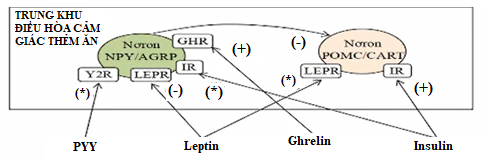 TRUNG KHU
ĐIỀU HÒA CẢM
GIÁC THÈM ĂN
Nơron
NPY/AGRP
GHR
IR
Y2R
LEPR
(+)
(-)
Nơron
POMC/CART
LEPR
IR
(*)
(-)
(*)
(*)
(+)
PYY
Leptin
Ghrelin
Insulin